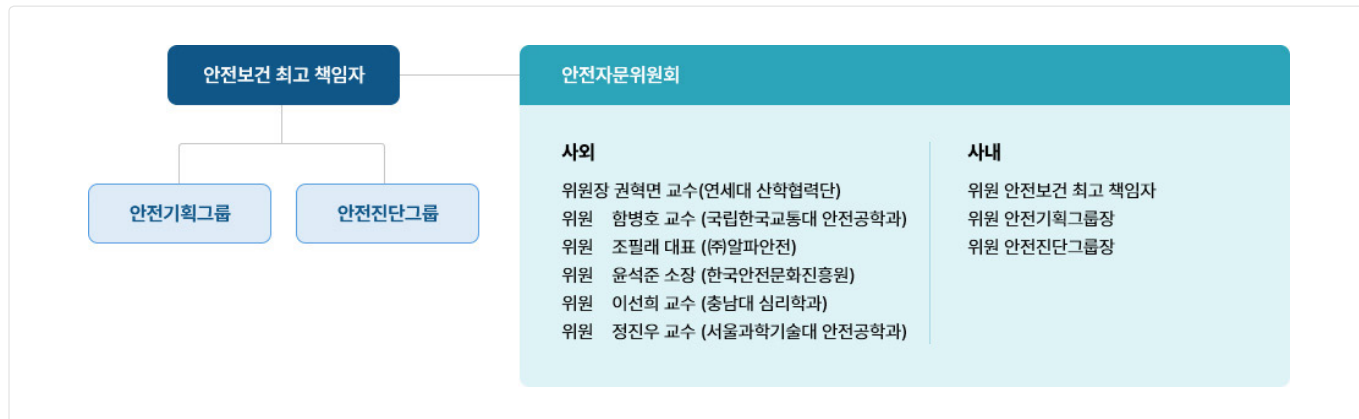 안전보건 최고 책임자
안전기획그룹
안전진단그룹
안전자문위원회
사외
위원장 권혁면 교수(연세대 산학협력단)
위원 함병호 교수 (국립한국교통대 안전공학과)
위원 조필래 대표 (㈜알파안전)
위원 윤석준 소장 (한국안전문화진흥원)
위원 이선희 교수 (충남대 심리학과)
위원 정진우 교수 (서울과학기술대 안전공학과)
사내
위원 안전보건 최고 책임자
위원 안전기획그룹장
위원 안전진단그룹장